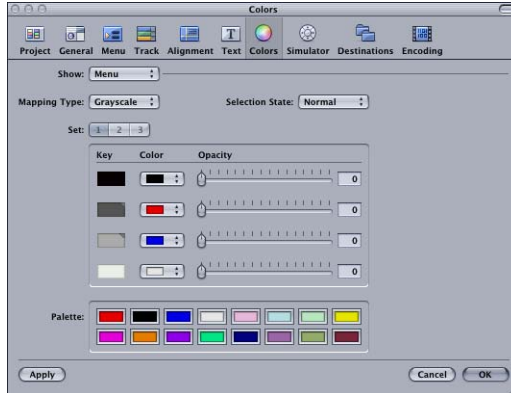 Colors
Project General Menu Track Alignment Text Colors Simulator Destinations Encoding
Show: Menu
Mapping Type: Grayscale Selection State: Normal
Set: 1 2 3
Key Color Opacity
0
0
0
0
Palette:
Apply Cancel OK